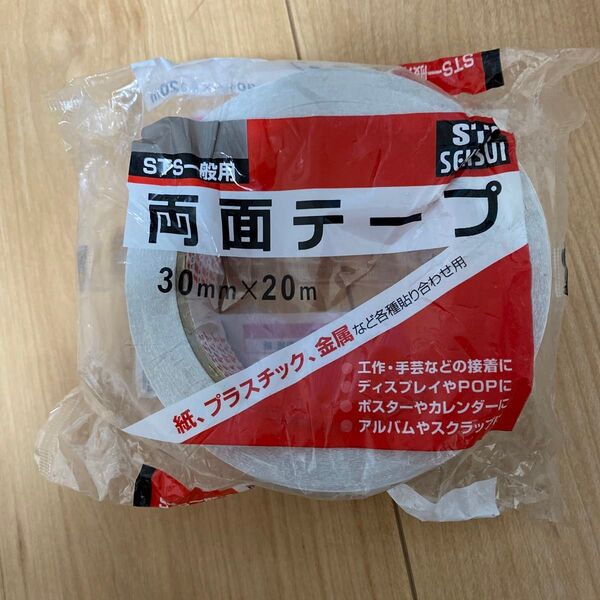 STS一般用
STS
SEKISUI
両面テープ
30mm×20m
紙、プラスチック、金属など各種貼り合わせ用
●工作・手芸などの接着に
●ディスプレイやPOPに
●ポスターやカレンダーに
●アルバムやスクラップに